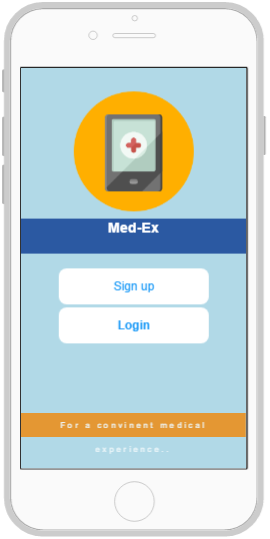 Med-Ex
Sign up
Login
For a convinent medical
experience..